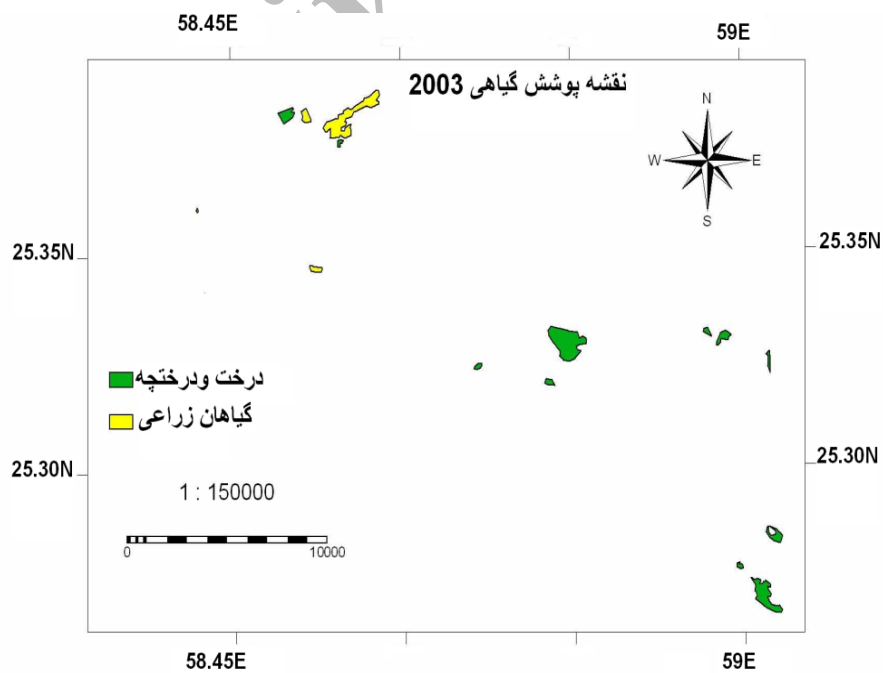 58.45E
59E
نقشه پوشش گیاهی 2003
N
W
E
S
25.35N
25.35N
درخت ودرختچه
گیاهان زراعی
25.30N
25.30N
1 : 150000
0
10000
58.45E
59E